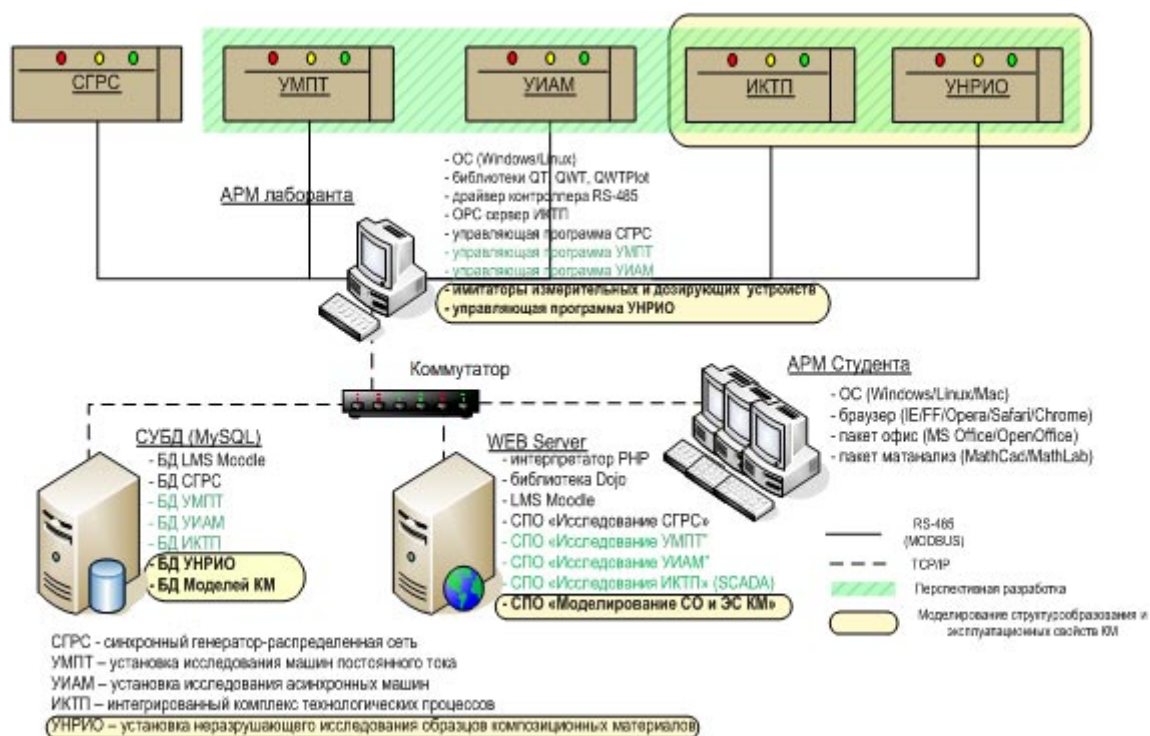 СГРС
УМПТ
УИАМ
ИКТП
УНРИО
АРМ лаборанта
- ОС (Windows/Linux)
- библиотеки QT, QWT, QWTPlot
- драйвер контроллера RS-485
- ОРС сервер ИКТП
- управляющая программа СГРС
- управляющая программа УМПТ
- управляющая программа УИАМ
- имитаторы измерительных и дозирующих устройств
- управляющая программа УНРИО
Коммутатор
АРМ Студента
- ОС (Windows/Linux/Mac)
- браузер (IE/FF/Opera/Safari/Chrome)
- пакет офис (MS Office/OpenOffice)
- пакет матанализ (MathCad/MathLab)
СУБД (MySQL)
- БД LMS Moodle
- БД СГРС
- БД УМПТ
- БД УИАМ
- БД ИКТП
- БД УНРИО
- БД Моделей КМ
WEB Server
- интерпретатор PHP
- библиотека Dojo
- LMS Moodle
- СПО «Исследование СГРС»
- СПО «Исследование УМПТ"
- СПО «Исследование УИАМ"
- СПО «Исследования ИКТП» (SCADA)
- СПО «Моделирование СО и ЭС КМ»
RS-485
(MODBUS)
TCP/IP
Перспективная разработка
Моделирование структурообразования и
эксплуатационных свойств КМ
СГРС - синхронный генератор-распределенная сеть
УМПТ – установка исследования машин постоянного тока
УИАМ – установка исследования асинхронных машин
ИКТП – интегрированный комплекс технологических процессов
УНРИО – установка неразрушающего исследования образцов композиционных материалов